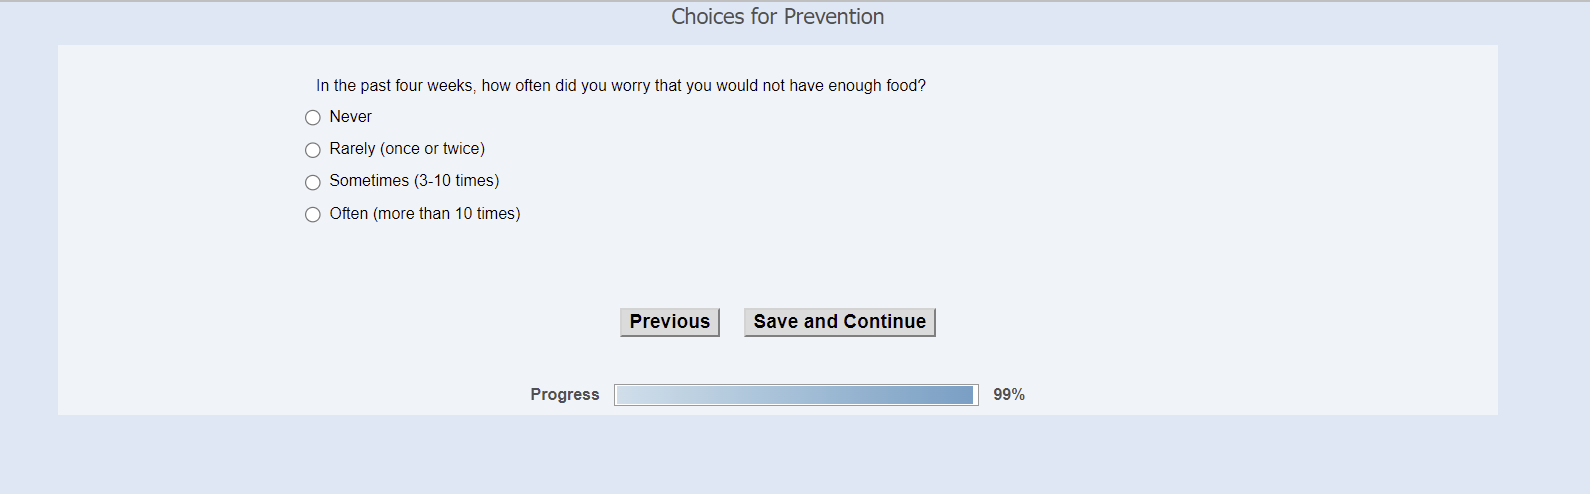 Choices for Prevention
In the past four weeks, how often did you worry that you would not have enough food?
Never
Rarely (once or twice)
Sometimes (3-10 times)
Often (more than 10 times)
Previous Save and Continue
Progress 99%